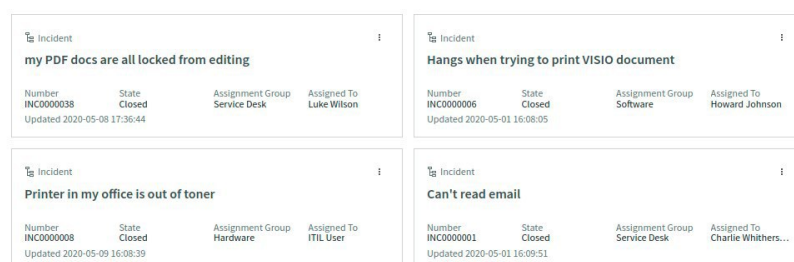 Incident
my PDF docs are all locked from editing
Number State Assignment Group Assigned To
INC0000038 Closed Service Desk Luke Wilson
Updated 2020-05-08 17:36:44
Incident
Hangs when trying to print VISIO document
Number State Assignment Group Assigned To
INC0000006 Closed Software Howard Johnson
Updated 2020-05-01 16:08:05
Incident
Printer in my office is out of toner
Number State Assignment Group Assigned To
INC0000008 Closed Hardware ITIL User
Updated 2020-05-09 16:08:39
Incident
Can't read email
Number State Assignment Group Assigned To
INC0000001 Closed Service Desk Charlie Whithers...
Updated 2020-05-01 16:09:51